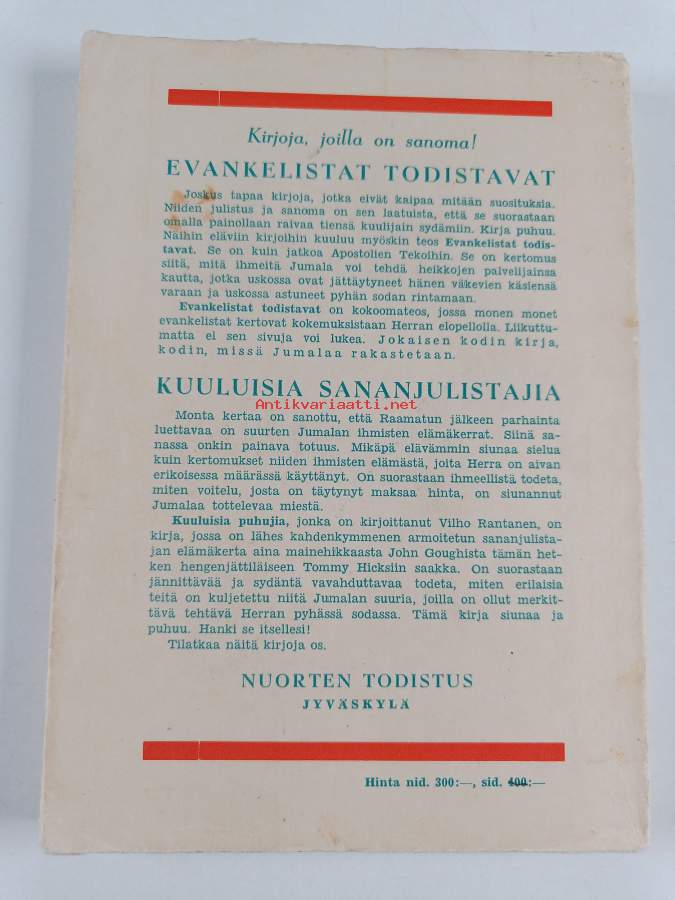 Kirjoja, joilla on sanoma!
EVANKELISTAT TODISTAVAT
Joskus tapaa kirjoja, jotka eivät kaipaa mitään suosituksia.
Niiden julistus ja sanoma on sen laatuista, että se suorastaan
omalla painollaan raivaa tiensä kuulijain sydämiin. Kirja puhuu.
Näihin eläviin kirjoihin kuuluu myöskin teos Evankelistat todis-
tavat. Se on kuin jatkoa Apostolien Tekoihin. Se on kertomus
siitä, mitä ihmeitä Jumala voi tehdä heikkojen palvelijainsa
kautta, jotka uskossa ovat jättäytyneet hänen väkevien käsiensä
varaan ja uskossa astuneet pyhän sodan rintamaan.
Evankelistat todistavat on kokoomateos, jossa monen monet
evankelistat kertovat kokemuksistaan Herran elopellolla. Liikuttu-
matta ei sen sivuja voi lukea. Jokaisen kodin kirja,
kodin, missä Jumalaa rakastetaan.
KUULUISIA SANANJULISTAJIA
Antikvariaatti.net
Monta kertaa on sanottu, että Raamatun jälkeen parhainta
luettavaa on suurten Jumalan ihmisten elämäkerrat. Siinä sa-
nassa onkin painava totuus. Mikäpä elävämmin siunaa sielua
kuin kertomukset niiden ihmisten elämästä, joita Herra on aivan
erikoisessa määrässä käyttänyt. On suorastaan ihmeellistä todeta,
miten voitelu, josta on täytynyt maksaa hinta, on siunannut
Jumalaa tottelevaa miestä.
Kuuluisia puhujia, jonka on kirjoittanut Vilho Rantanen, on
kirja, jossa on lähes kahdenkymmenen armoitetun sananjulista-
jan elämäkerta aina mainehikkaasta John Goughista tämän het-
ken hengenjättiläiseen Tommy Hicksiin saakka. On suorastaan
jännittävää ja sydäntä vavahduttavaa todeta, miten erilaisia
teitä on kuljetettu niitä Jumalan suuria, joilla on ollut merkit-
tävä tehtävä Herran pyhässä sodassa. Tämä kirja siunaa ja
puhuu. Hanki se itsellesi!
Tilatkaa näitä kirjoja os.
NUORTEN TODISTUS
JYVÄSKYLÄ
Hinta nid. 300:—, sid. 400:—